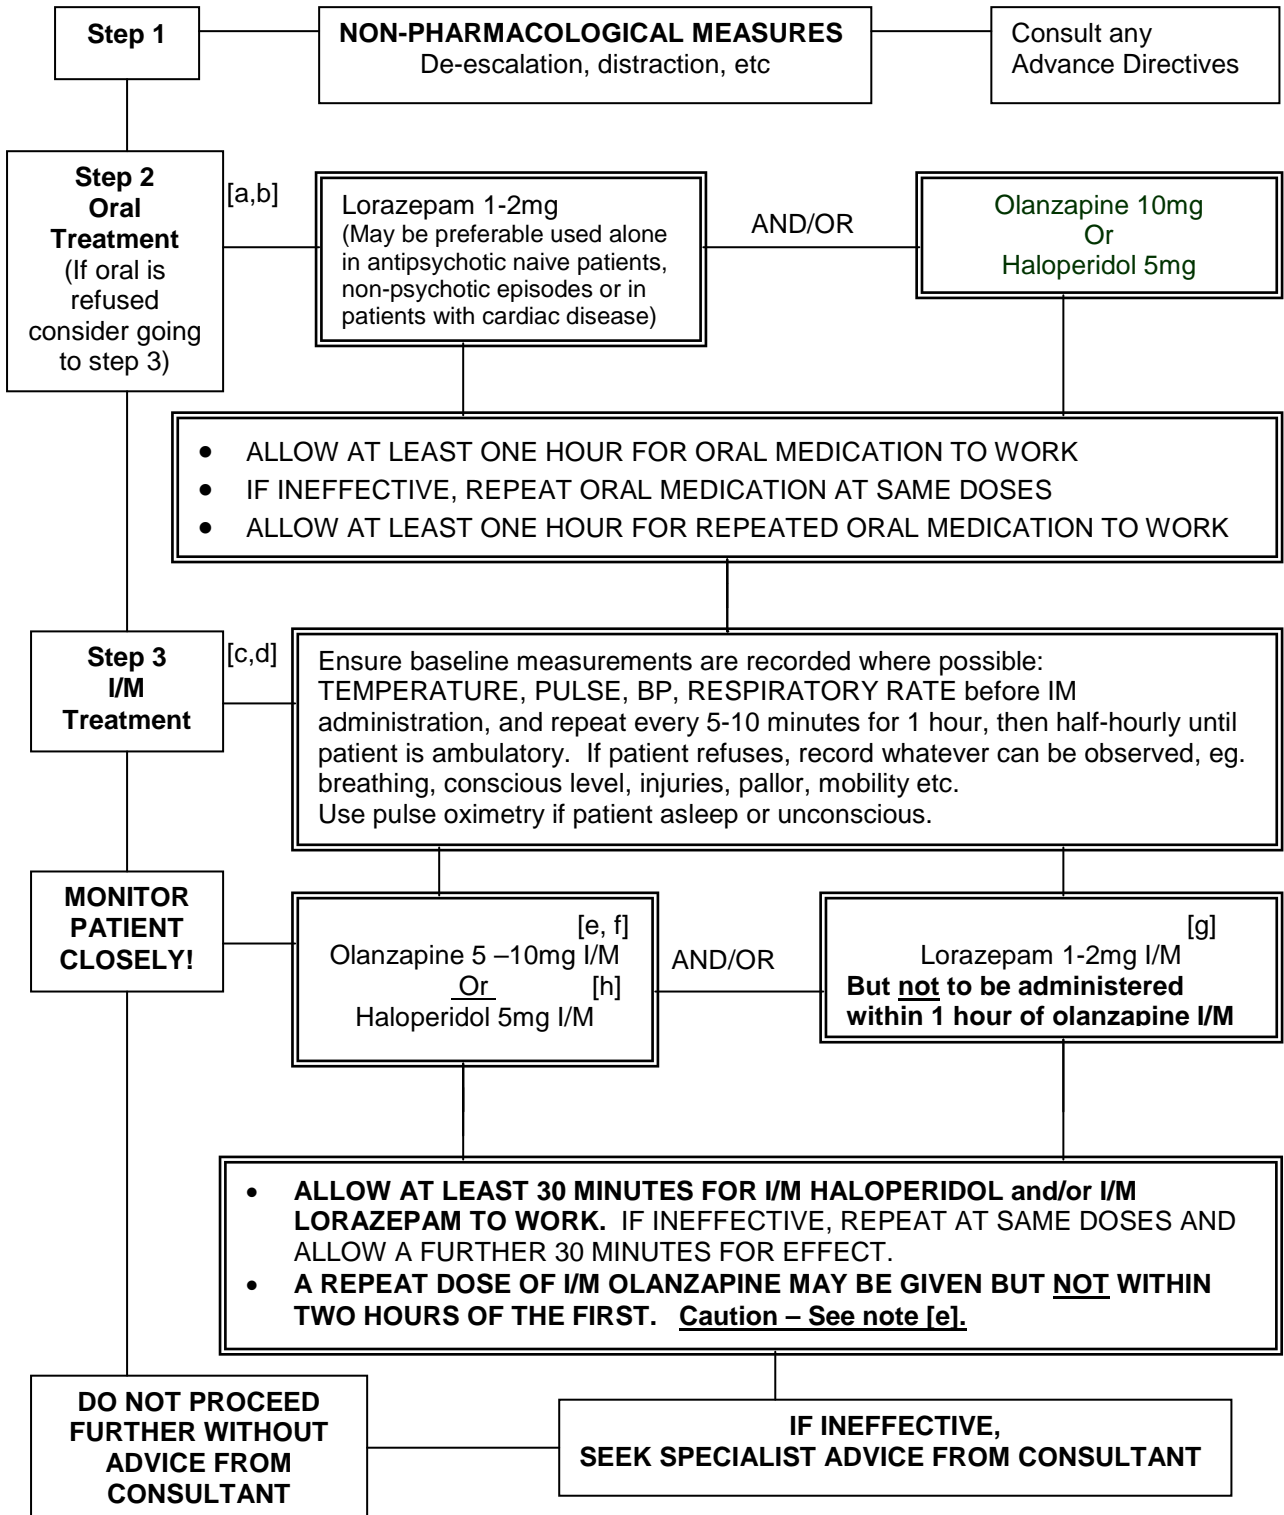 Step 1
NON-PHARMACOLOGICAL MEASURES
De-escalation, distraction, etc
Consult any
Advance Directives
Step 2
Oral
Treatment
(If oral is
refused
consider going
to step 3)
[a,b]
Lorazepam 1-2mg
(May be preferable used alone
in antipsychotic naive patients,
non-psychotic episodes or in
patients with cardiac disease)
AND/OR
Olanzapine 10mg
Or
Haloperidol 5mg
• ALLOW AT LEAST ONE HOUR FOR ORAL MEDICATION TO WORK
• IF INEFFECTIVE, REPEAT ORAL MEDICATION AT SAME DOSES
• ALLOW AT LEAST ONE HOUR FOR REPEATED ORAL MEDICATION TO WORK
Step 3
I/M
Treatment
[c,d]
Ensure baseline measurements are recorded where possible:
TEMPERATURE, PULSE, BP, RESPIRATORY RATE before IM
administration, and repeat every 5-10 minutes for 1 hour, then half-hourly until
patient is ambulatory. If patient refuses, record whatever can be observed, eg.
breathing, conscious level, injuries, pallor, mobility etc.
Use pulse oximetry if patient asleep or unconscious.
MONITOR
PATIENT
CLOSELY!
[e, f]
Olanzapine 5 –10mg I/M
Or [h]
Haloperidol 5mg I/M
AND/OR
[g]
Lorazepam 1-2mg I/M
But not to be administered
within 1 hour of olanzapine I/M
• ALLOW AT LEAST 30 MINUTES FOR I/M HALOPERIDOL and/or I/M
LORAZEPAM TO WORK. IF INEFFECTIVE, REPEAT AT SAME DOSES AND
ALLOW A FURTHER 30 MINUTES FOR EFFECT.
• A REPEAT DOSE OF I/M OLANZAPINE MAY BE GIVEN BUT NOT WITHIN
TWO HOURS OF THE FIRST. Caution – See note [e].
DO NOT PROCEED
FURTHER WITHOUT
ADVICE FROM
CONSULTANT
IF INEFFECTIVE,
SEEK SPECIALIST ADVICE FROM CONSULTANT